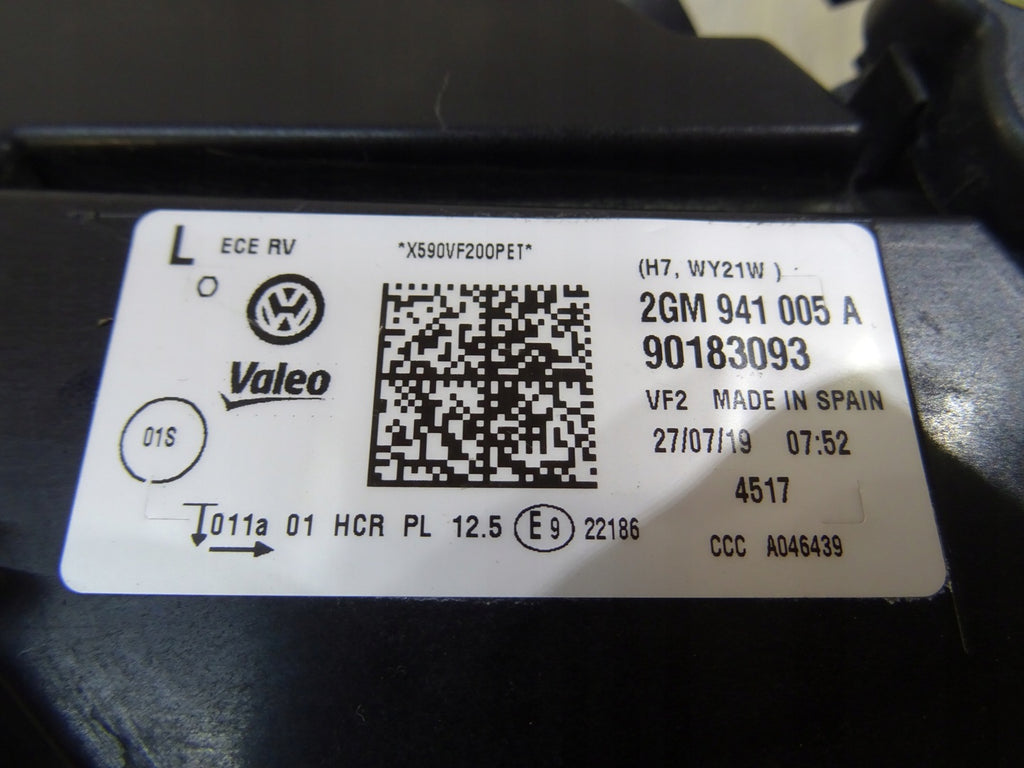 L ECE RV
*X590VF200PET*
(H7, WY21W )
2GM 941 005 A
90183093
Valeo
VF2 MADE IN SPAIN
01S
27/07/19 07:52
4517
011a 01 HCR PL 12.5 E9 22186
CCC A046439